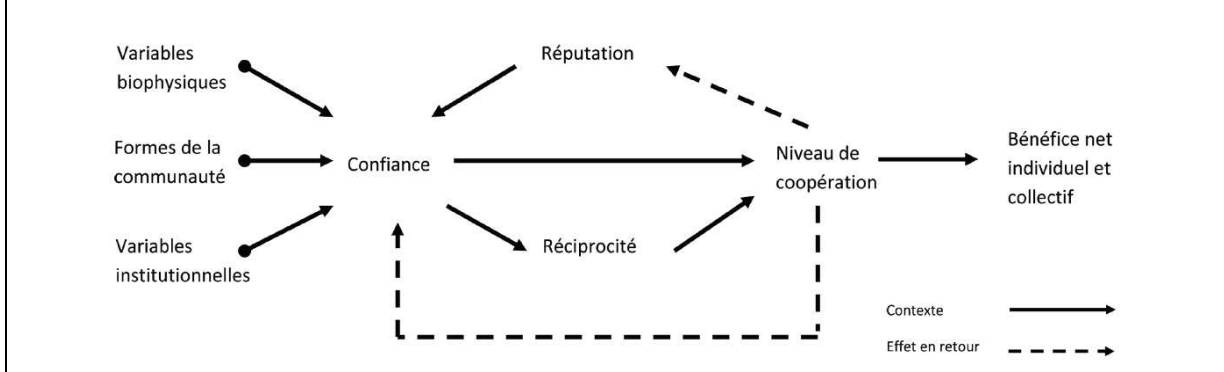 Variables
biophysiques
Formes de la
communauté
Variables
institutionnelles
Confiance
Réputation
Réciprocité
Niveau de
coopération
Bénéfice net
individuel et
collectif
Contexte
Effet en retour